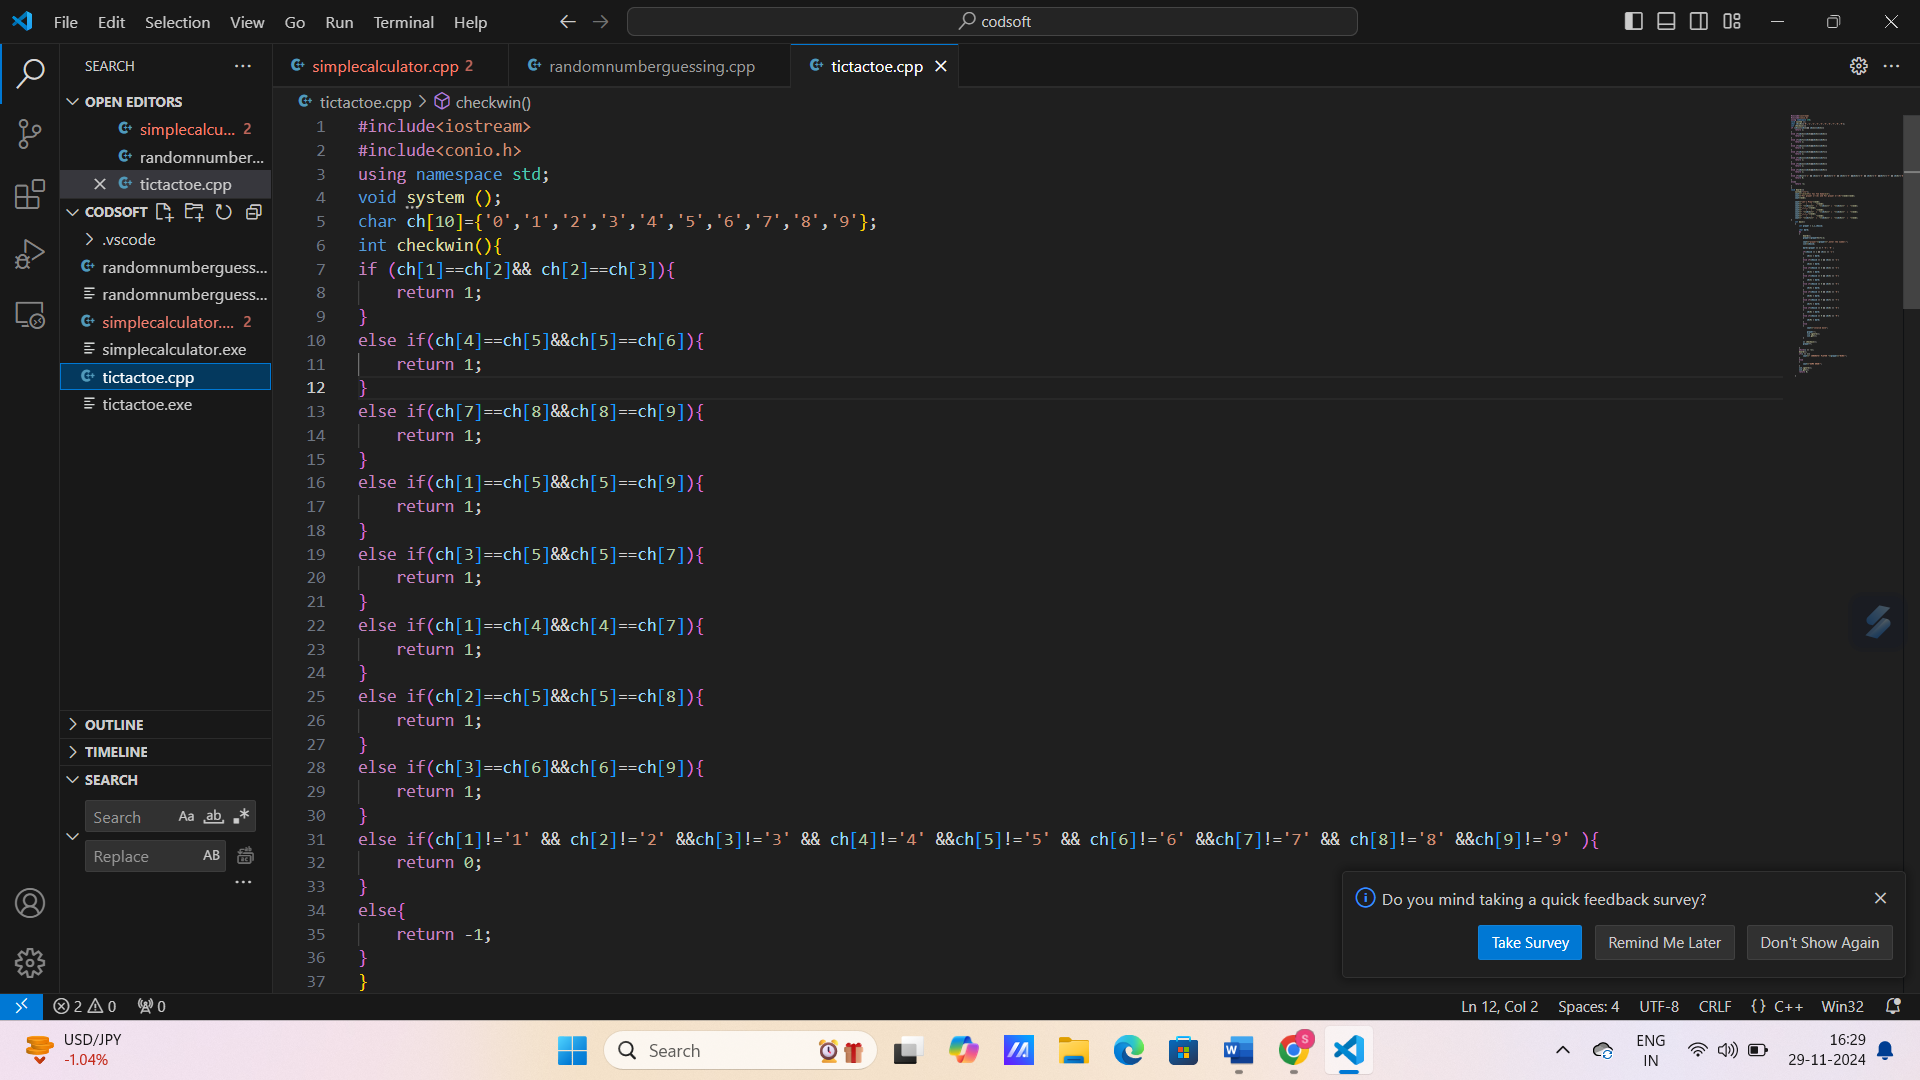 File Edit Selection View Go Run Terminal Help
codsoft
SEARCH
simplecalculator.cpp 2
randomnumberguessing.cpp
tictactoe.cpp
OPEN EDITORS
simplecalcu... 2
randomnumber...
tictactoe.cpp
CODSOFT
.vscode
randomnumberguess...
randomnumberguess...
simplecalculator.... 2
simplecalculator.exe
tictactoe.cpp
tictactoe.exe
OUTLINE
TIMELINE
SEARCH
Search Aa ab
Replace AB
tictactoe.cpp > checkwin()
1 #include<iostream>
2 #include<conio.h>
3 using namespace std;
4 void system ();
5 char ch[10]={'0','1','2','3','4','5','6','7','8','9'};
6 int checkwin(){
7 if (ch[1]==ch[2]&& ch[2]==ch[3]){
8 return 1;
9 }
10 else if(ch[4]==ch[5]&&ch[5]==ch[6]){
11 return 1;
12 }
13 else if(ch[7]==ch[8]&&ch[8]==ch[9]){
14 return 1;
15 }
16 else if(ch[1]==ch[5]&&ch[5]==ch[9]){
17 return 1;
18 }
19 else if(ch[3]==ch[5]&&ch[5]==ch[7]){
20 return 1;
21 }
22 else if(ch[1]==ch[4]&&ch[4]==ch[7]){
23 return 1;
24 }
25 else if(ch[2]==ch[5]&&ch[5]==ch[8]){
26 return 1;
27 }
28 else if(ch[3]==ch[6]&&ch[6]==ch[9]){
29 return 1;
30 }
31 else if(ch[1]!='1' && ch[2]!='2' &&ch[3]!='3' && ch[4]!='4' &&ch[5]!='5' && ch[6]!='6' &&ch[7]!='7' && ch[8]!='8' &&ch[9]!='9' ){
32 return 0;
33 }
34 else{
35 return -1;
36 }
37 }
Do you mind taking a quick feedback survey?
Take Survey Remind Me Later Don't Show Again
2 0 0
Ln 12, Col 2 Spaces: 4 UTF-8 CRLF {} C++ Win32
USD/JPY
-1.04%
Search
ENG
IN
16:29
29-11-2024